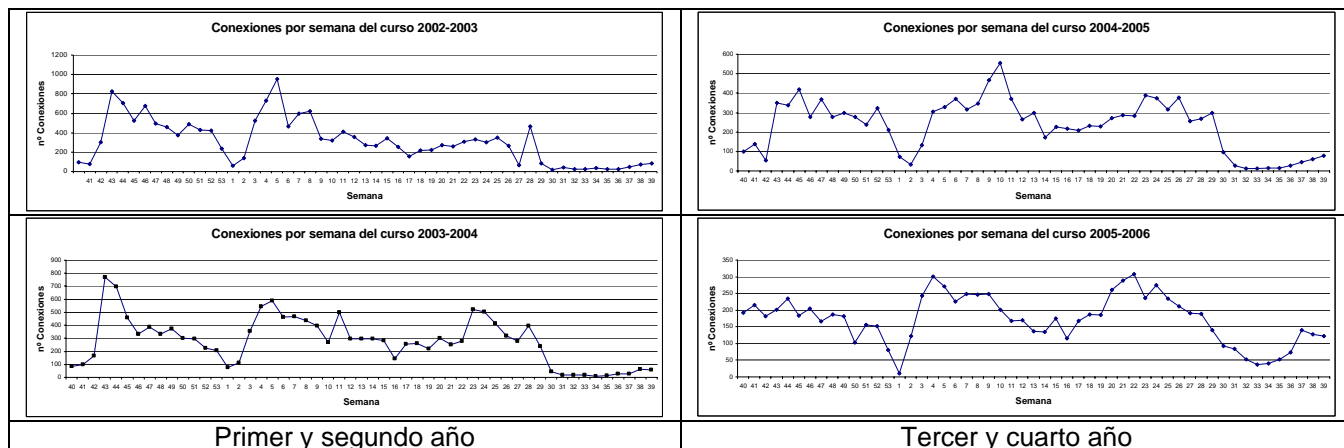 Conexiones por semana del curso 2002-2003
nº Conexiones
1200
1000
800
600
400
200
0
41 42 43 44 45 46 47 48 49 50 51 52 53 1 2 3 4 5 6 7 8 9 10 11 12 13 14 15 16 17 18 19 20 21 22 23 24 25 26 27 28 29 30 31 32 33 34 35 36 37 38 39
Semana
Conexiones por semana del curso 2004-2005
nº Conexiones
600
500
400
300
200
100
0
40 41 42 43 44 45 46 47 48 49 50 51 52 53 1 2 3 4 5 6 7 8 9 10 11 12 13 14 15 16 17 18 19 20 21 22 23 24 25 26 27 28 29 30 31 32 33 34 35 36 37 38 39
Semana
Conexiones por semana del curso 2003-2004
nº Conexiones
900
800
700
600
500
400
300
200
100
0
40 41 42 43 44 45 46 47 48 49 50 51 52 53 1 2 3 4 5 6 7 8 9 10 11 12 13 14 15 16 17 18 19 20 21 22 23 24 25 26 27 28 29 30 31 32 33 34 35 36 37 38 39
Semana
Conexiones por semana del curso 2005-2006
nº Conexiones
350
300
250
200
150
100
50
0
40 41 42 43 44 45 46 47 48 49 50 51 52 53 1 2 3 4 5 6 7 8 9 10 11 12 13 14 15 16 17 18 19 20 21 22 23 24 25 26 27 28 29 30 31 32 33 34 35 36 37 38 39
Semana
Primer y segundo año
Tercer y cuarto año